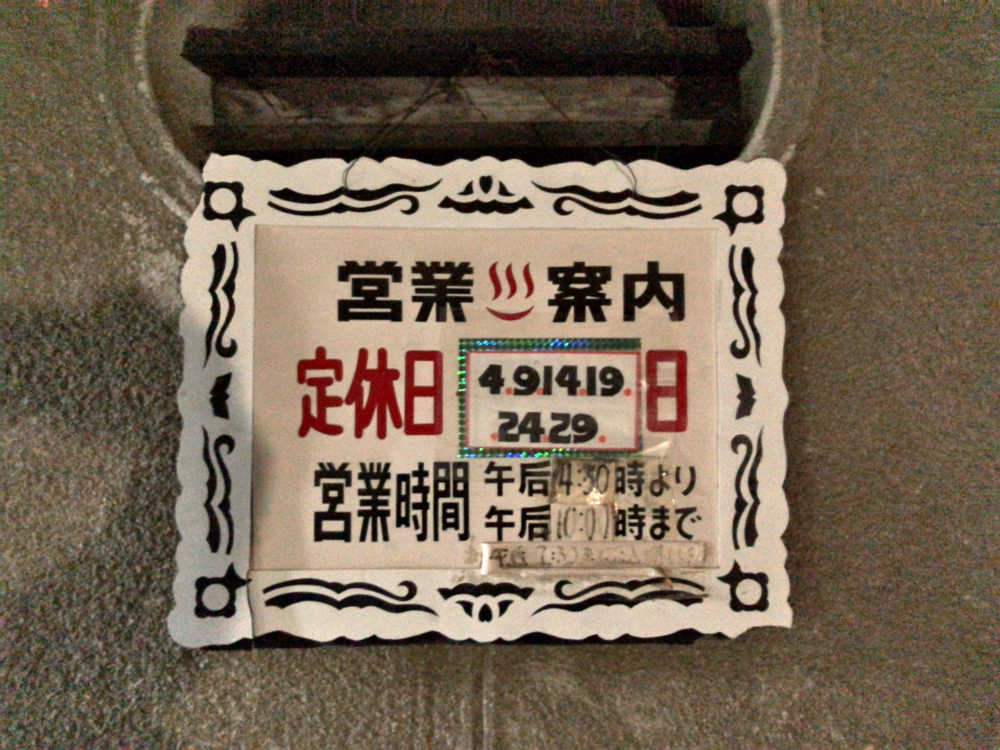 営業♨案内
定休日 4.9.14.19. 日
.24.29.
営業時間 午后4:30時より
午后10:00時まで